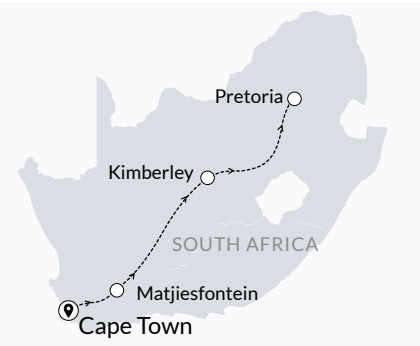 Pretoria
Kimberley
SOUTH AFRICA
Matjiesfontein
Cape Town